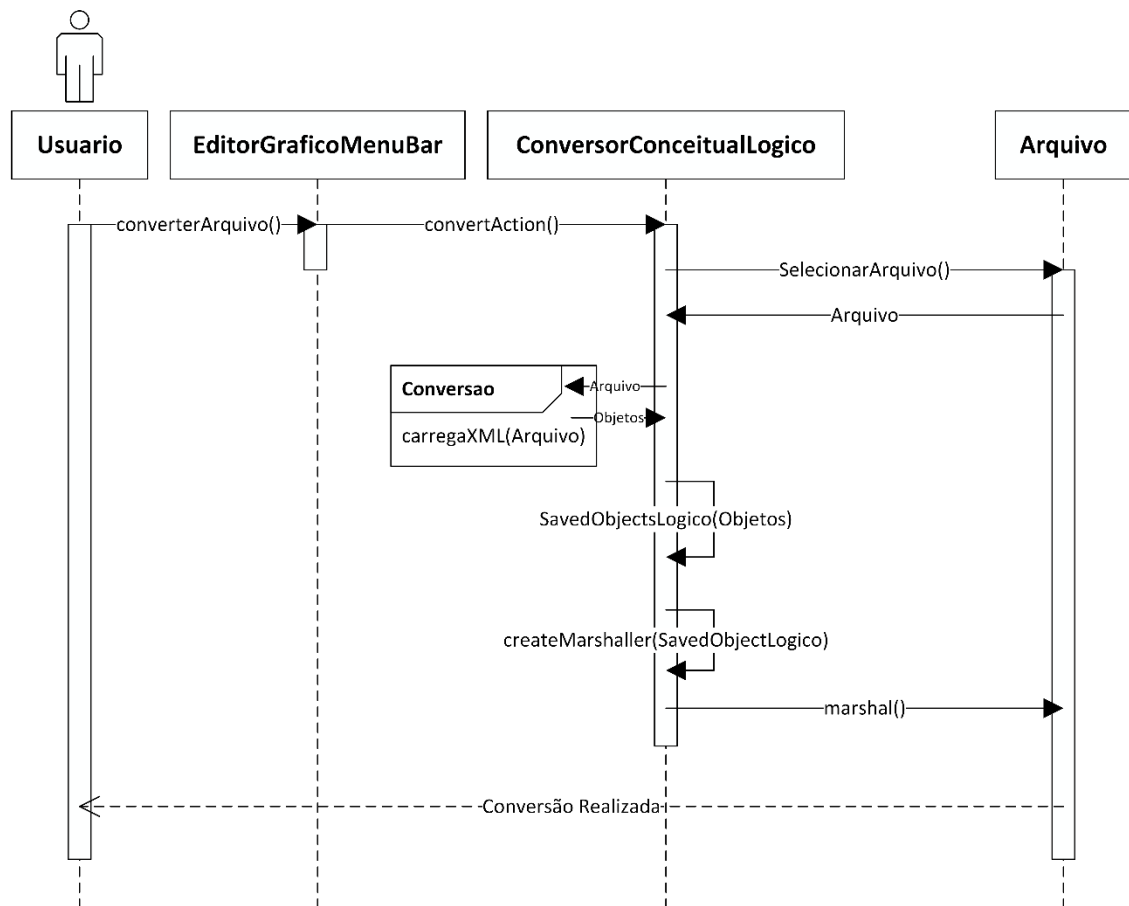 Usuario
EditorGraficoMenuBar
ConversorConceitualLogico
Arquivo
converterArquivo()
convertAction()
SelecionarArquivo()
Arquivo
Conversao
Arquivo
Objetos
carregaXML(Arquivo)
SavedObjectsLogico(Objetos)
createMarshaller(SavedObjectLogico)
marshal()
Conversão Realizada